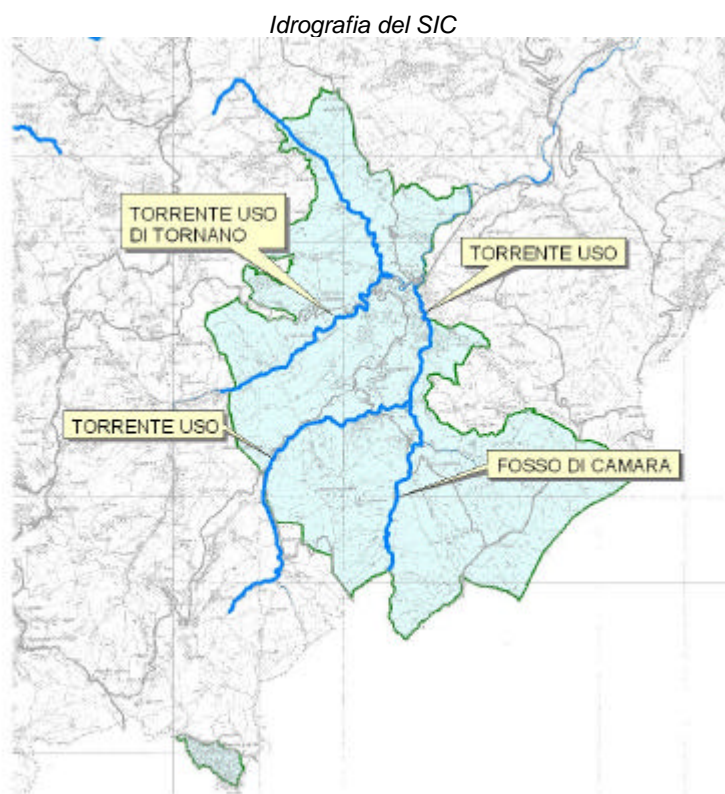 Idrografia del SIC
TORRENTE USO
DI TORNANO
TORRENTE USO
TORRENTE USO
FOSSO DI CAMARA